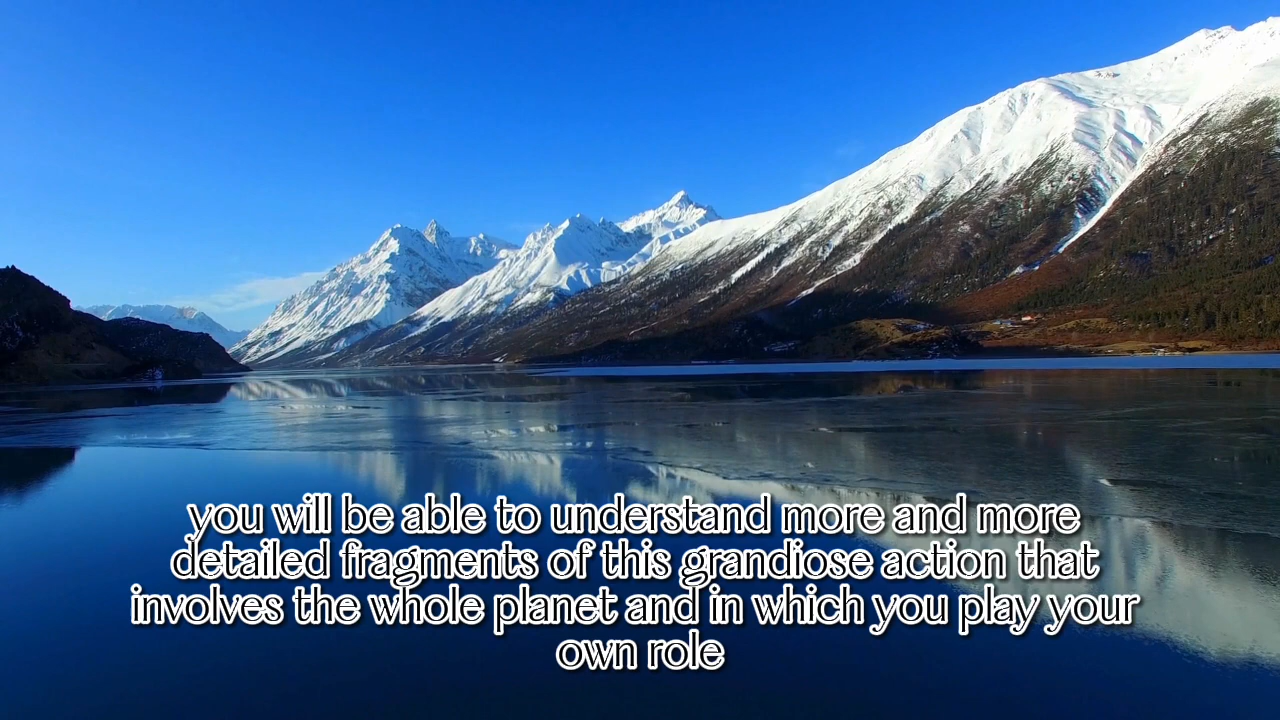 you will be able to understand more and more
detailed fragments of this grandiose action that
involves the whole planet and in which you play your
own role